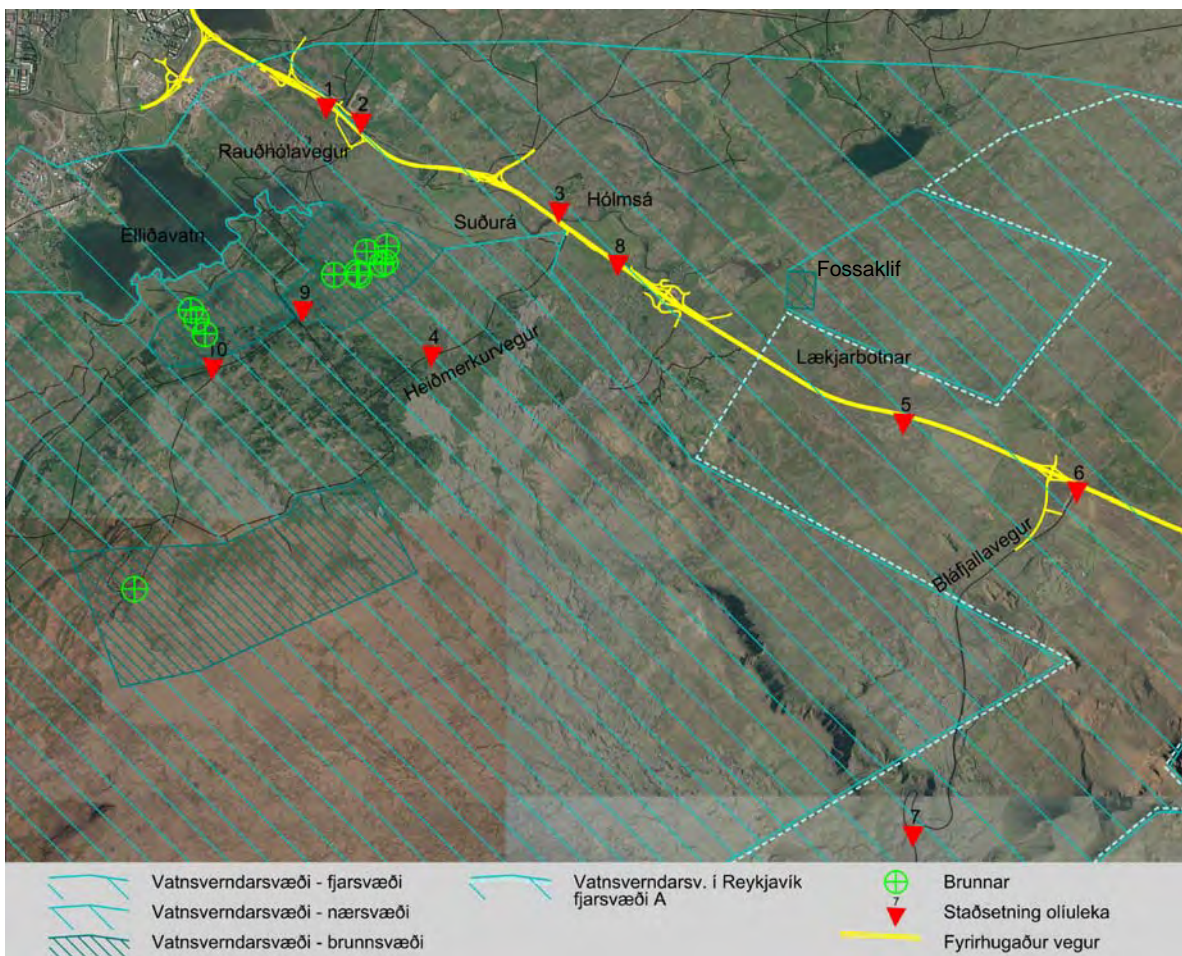 1
2
Rauðhólavegur
3
Hólmsá
Suðurá
Elliðavatn
8
Fossaklif
9
4
Heiðmerkurvegur
10
Lækjarbotnar
5
6
Bláfjallavegur
7
Vatnsverndarsvæði - fjarsvæði
Vatnsverndarsvæði - nærsvæði
Vatnsverndarsvæði - brunnsvæði
Vatnsverndarsv. í Reykjavík
fjarsvæði A
Brunnar
7
Staðsetning olíuleka
Fyrirhugaður vegur